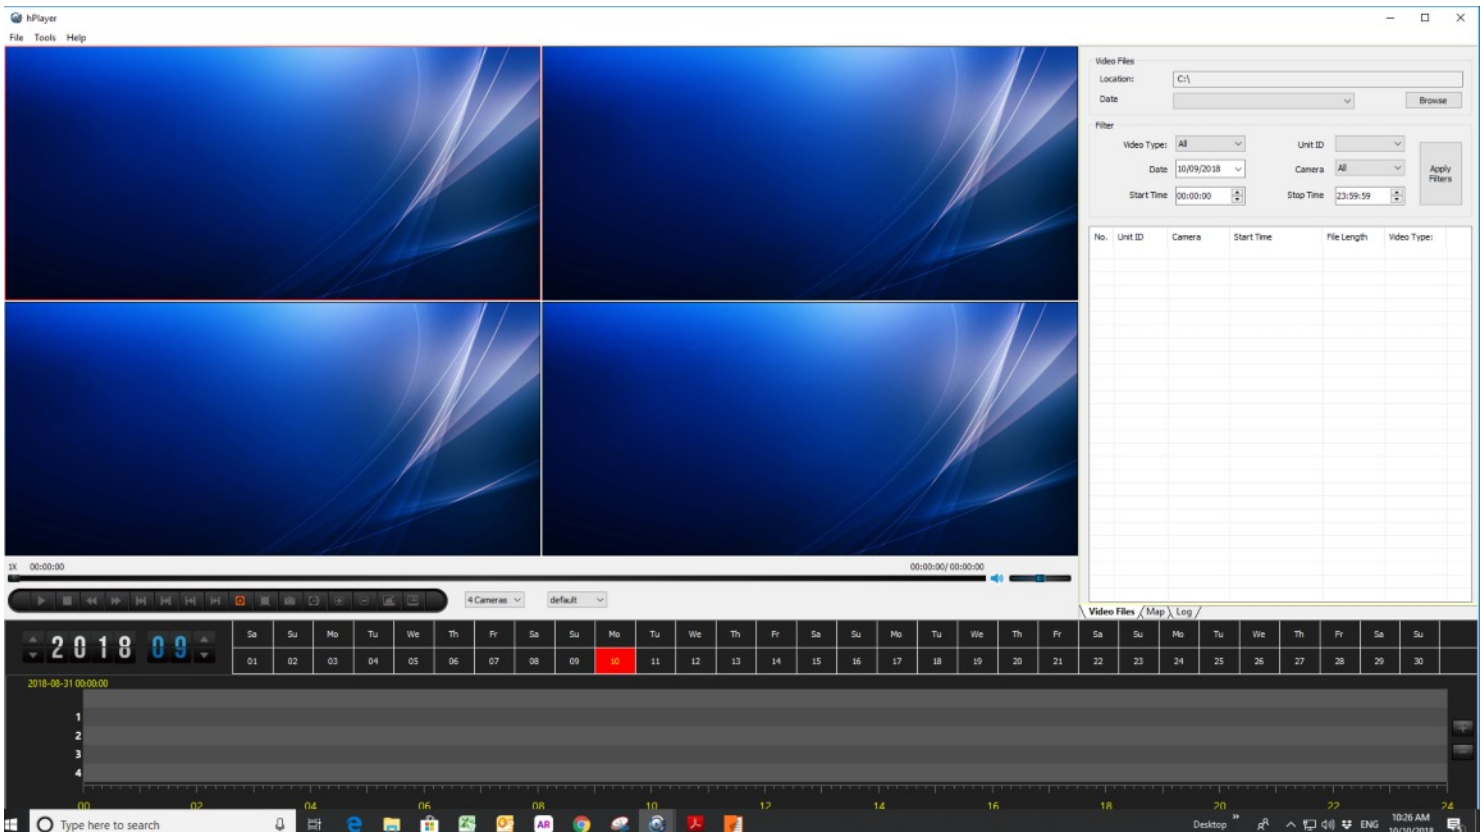 hPlayer
File Tools Help
Video Files
Location: C:\
Date
Browse
Filter
Video Type: All Unit ID
Date 10/09/2018 Camera All
Apply Filters
Start Time 00:00:00 Stop Time 23:59:59
No. Unit ID Camera Start Time File Length Video Type:
1X 00:00:00 00:00:00/ 00:00:00
4 Cameras default
Video Files Map Log
2018 09
Sa Su Mo Tu We Th Fr Sa Su Mo Tu We Th Fr Sa Su Mo Tu We Th Fr Sa Su Mo Tu We Th Fr Sa Su
01 02 03 04 05 06 07 08 09 10 11 12 13 14 15 16 17 18 19 20 21 22 23 24 25 26 27 28 29 30
2018-08-31 00:00:00
1
2
3
4
00 02 04 06 08 10 12 14 16 18 20 22 24
Type here to search
AR
Desktop
ENG
10:26 AM
10/10/2018